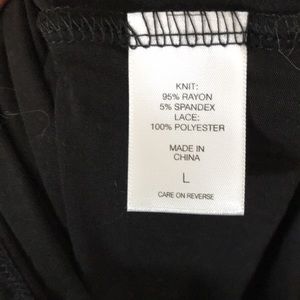 KNIT:
95% RAYON
5% SPANDEX
LACE:
100% POLYESTER
MADE IN
CHINA
L
CARE ON REVERSE